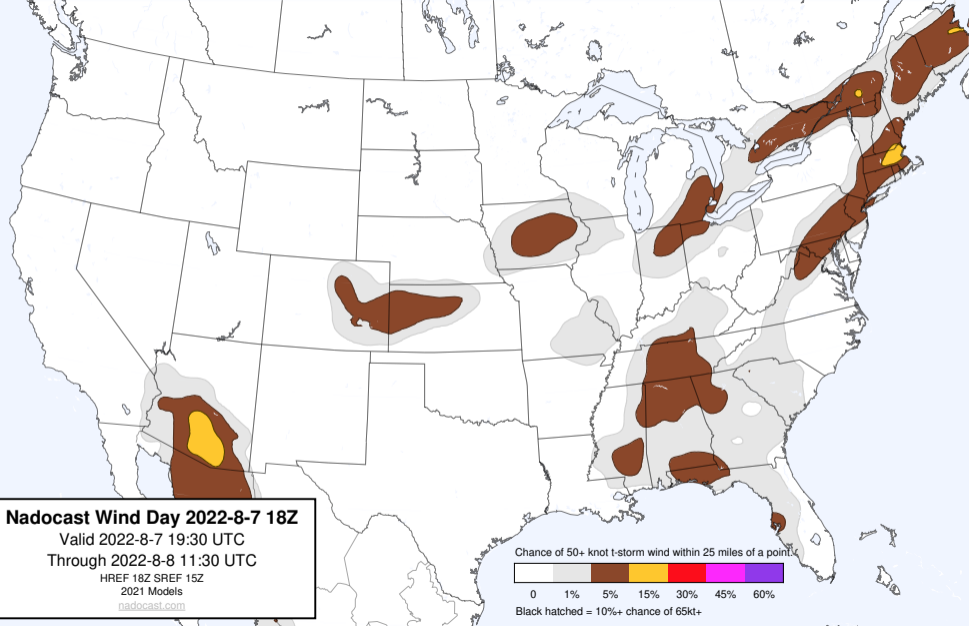 Nadocast Wind Day 2022-8-7 18Z
Valid 2022-8-7 19:30 UTC
Through 2022-8-8 11:30 UTC
HREF 18Z SREF 15Z
2021 Models
nadocast.com
Chance of 50+ knot t-storm wind within 25 miles of a point.
0 1% 5% 15% 30% 45% 60%
Black hatched = 10%+ chance of 65kt+